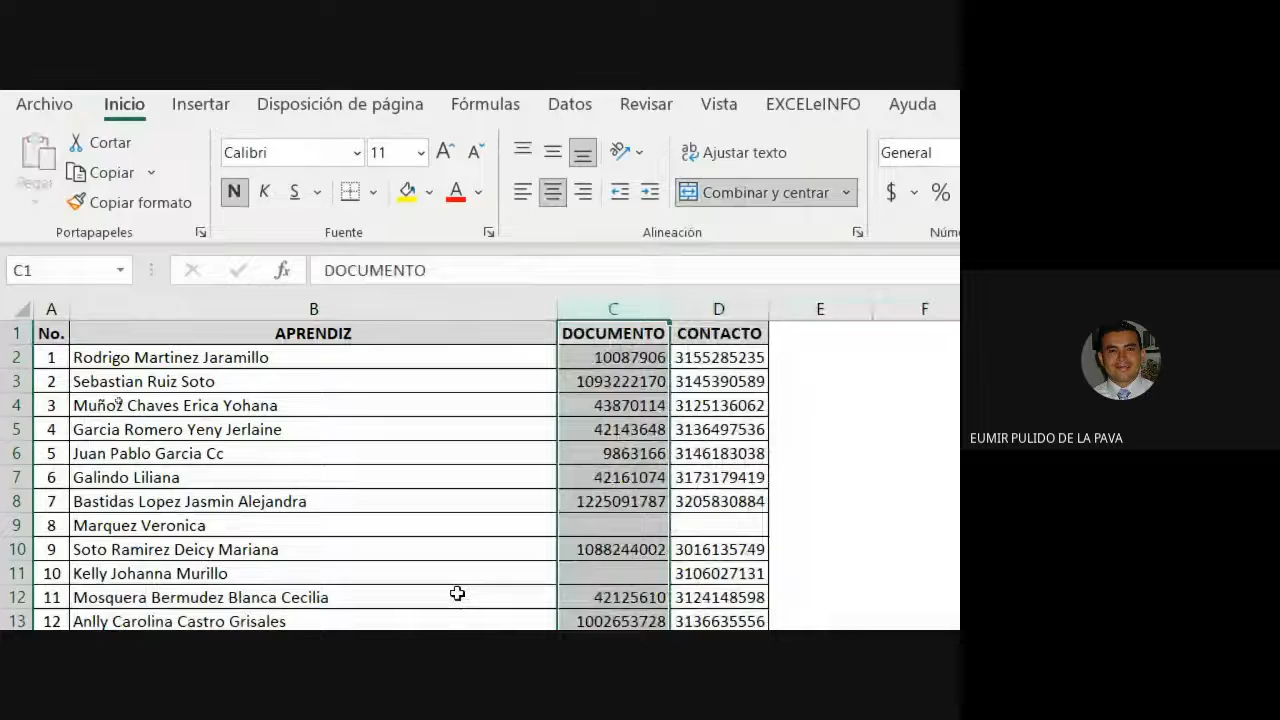 Archivo Inicio Insertar Disposición de página Fórmulas Datos Revisar Vista EXCELeINFO Ayuda
Cortar
Copiar
Copiar formato
Pegar
Portapapeles
Calibri 11
N K S
Fuente
Ajustar texto
Combinar y centrar
Alineación
General
$ %
Núm
C1 fx DOCUMENTO
A B C D E F
1 No. APRENDIZ DOCUMENTO CONTACTO
2 1 Rodrigo Martinez Jaramillo 10087906 3155285235
3 2 Sebastian Ruiz Soto 1093222170 3145390589
4 3 Muñoz Chaves Erica Yohana 43870114 3125136062
5 4 Garcia Romero Yeny Jerlaine 42143648 3136497536
6 5 Juan Pablo Garcia Cc 9863166 3146183038
7 6 Galindo Liliana 42161074 3173179419
8 7 Bastidas Lopez Jasmin Alejandra 1225091787 3205830884
9 8 Marquez Veronica
10 9 Soto Ramirez Deicy Mariana 1088244002 3016135749
11 10 Kelly Johanna Murillo 3106027131
12 11 Mosquera Bermudez Blanca Cecilia 42125610 3124148598
13 12 Anlly Carolina Castro Grisales 1002653728 3136635556
EUMIR PULIDO DE LA PAVA